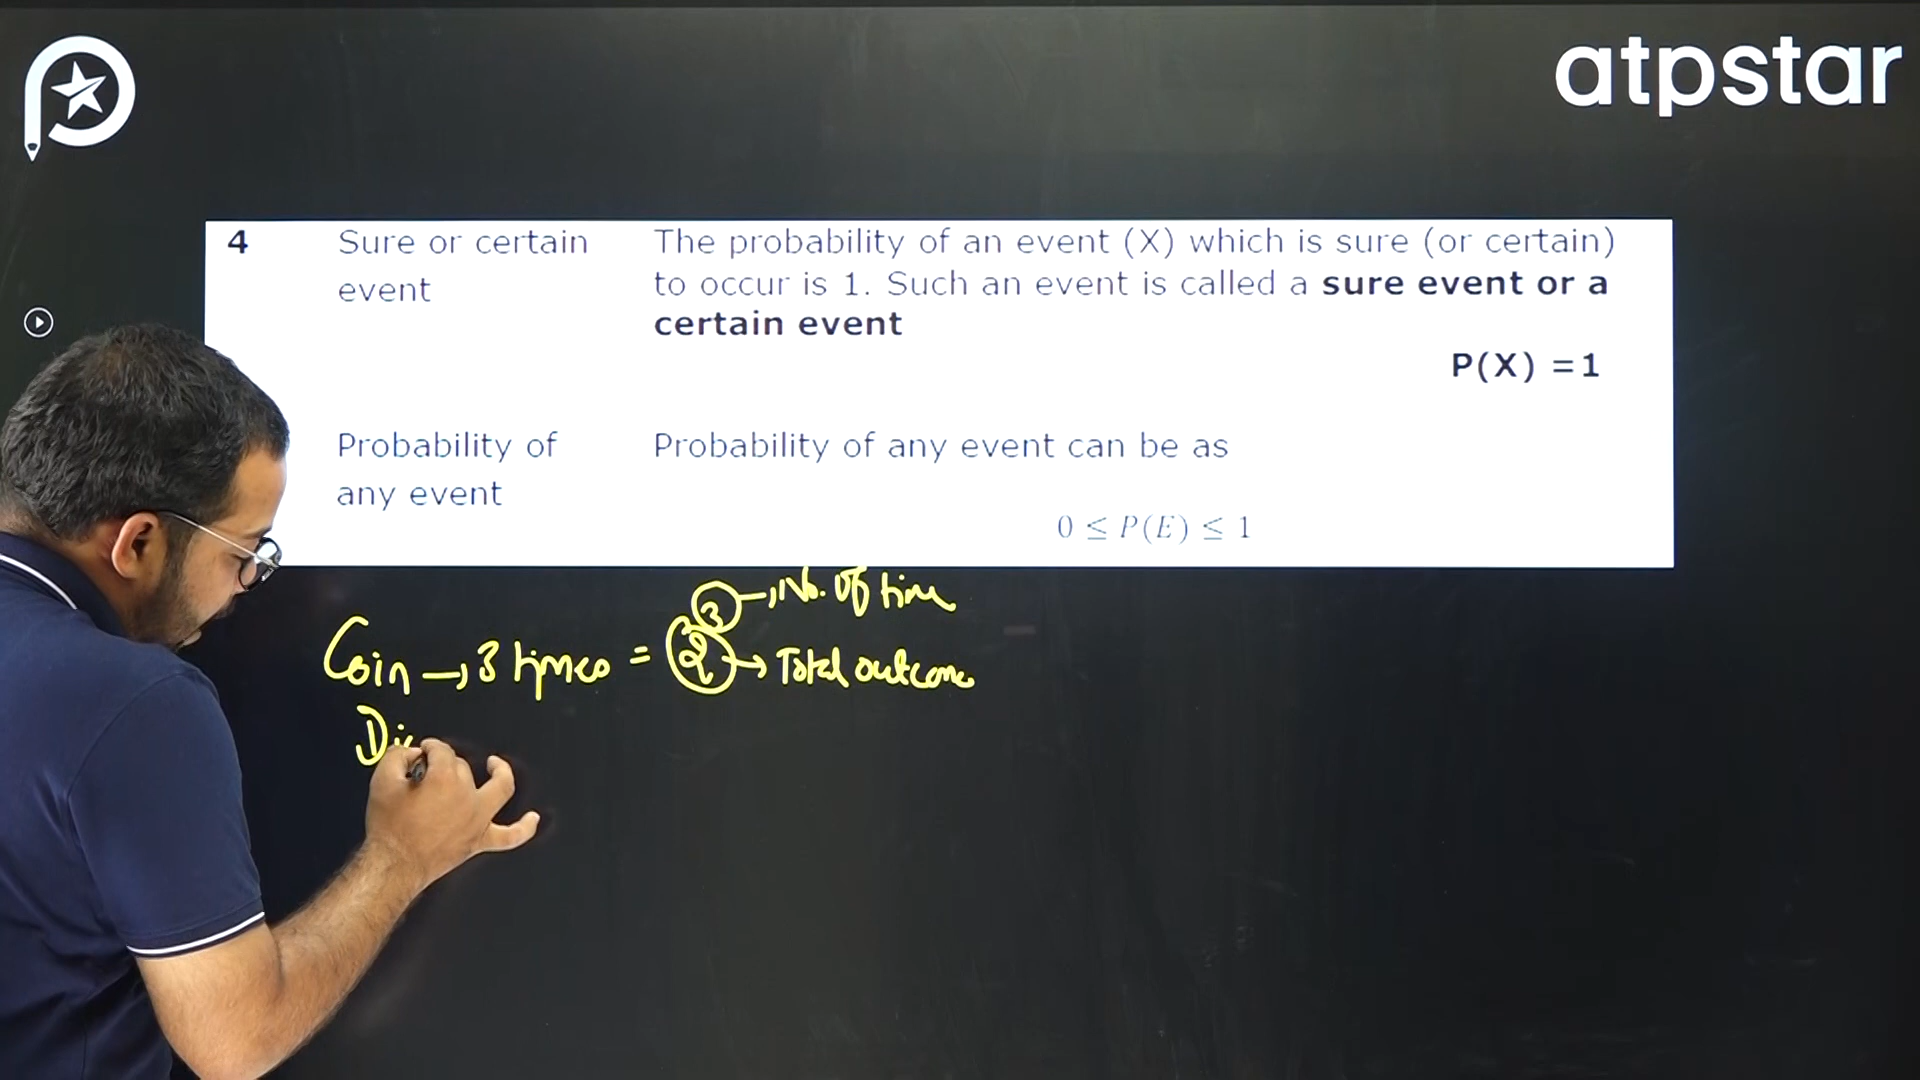 atpstar
4 Sure or certain event The probability of an event (X) which is sure (or certain) to occur is 1. Such an event is called a sure event or a certain event
P(X) =1
Probability of any event Probability of any event can be as
0 ≤ P(E) ≤ 1
3 → No. of time
Coin → 3 times = 2 → Total outcome
Di